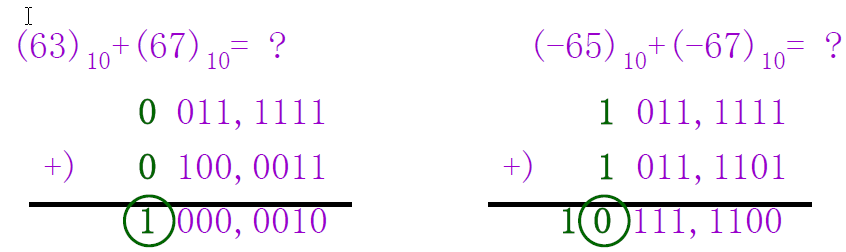 (63)10+(67)10= ? (-65)10+(-67)10= ?
0 011,1111 1 011,1111
+) 0 100,0011 +) 1 011,1101
1 000,0010 1 0 111,1100